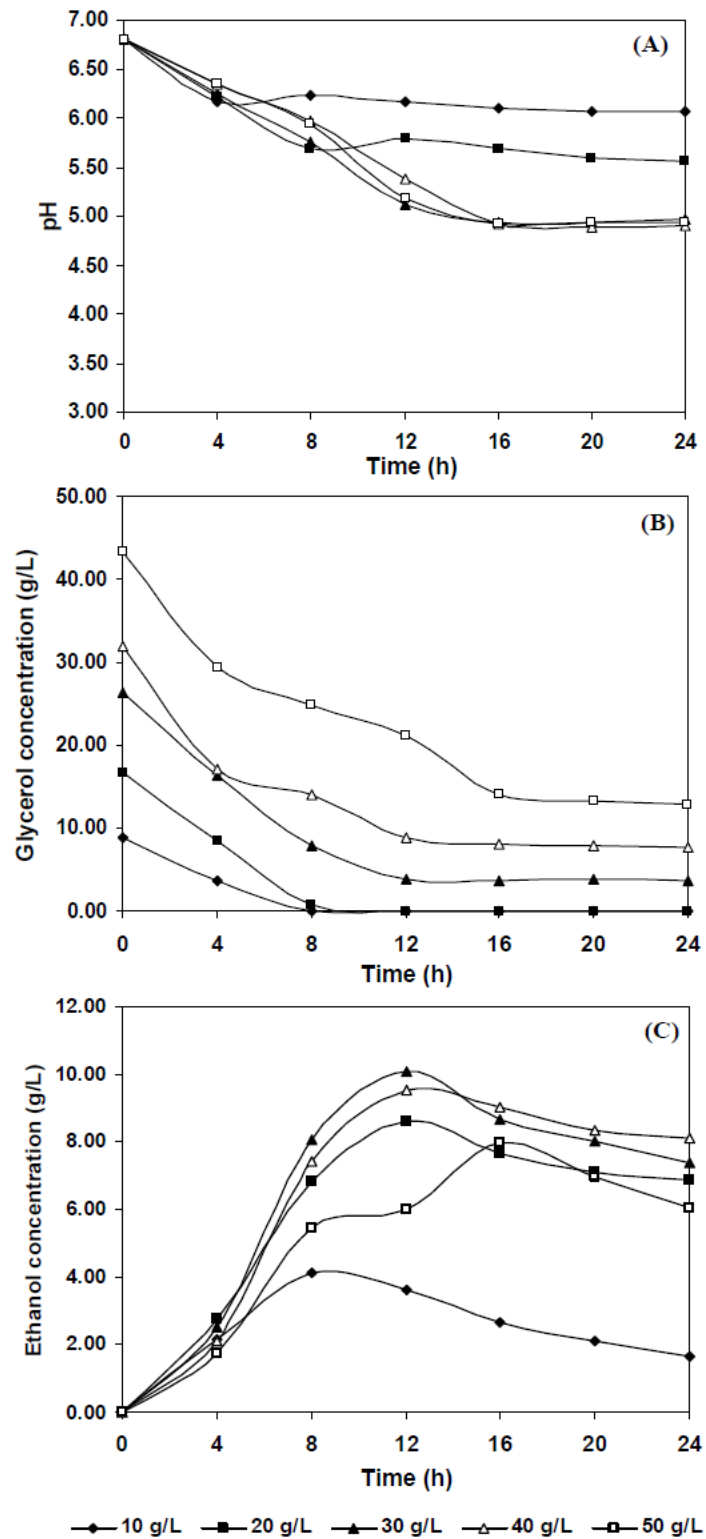 7.00
(A)
6.50
6.00
5.50
5.00
4.50
4.00
3.50
3.00
pH
0 4 8 12 16 20 24
Time (h)
50.00
(B)
40.00
30.00
20.00
10.00
0.00
Glycerol concentration (g/L)
0 4 8 12 16 20 24
Time (h)
12.00
(C)
10.00
8.00
6.00
4.00
2.00
0.00
Ethanol concentration (g/L)
0 4 8 12 16 20 24
Time (h)
10 g/L 20 g/L 30 g/L 40 g/L 50 g/L